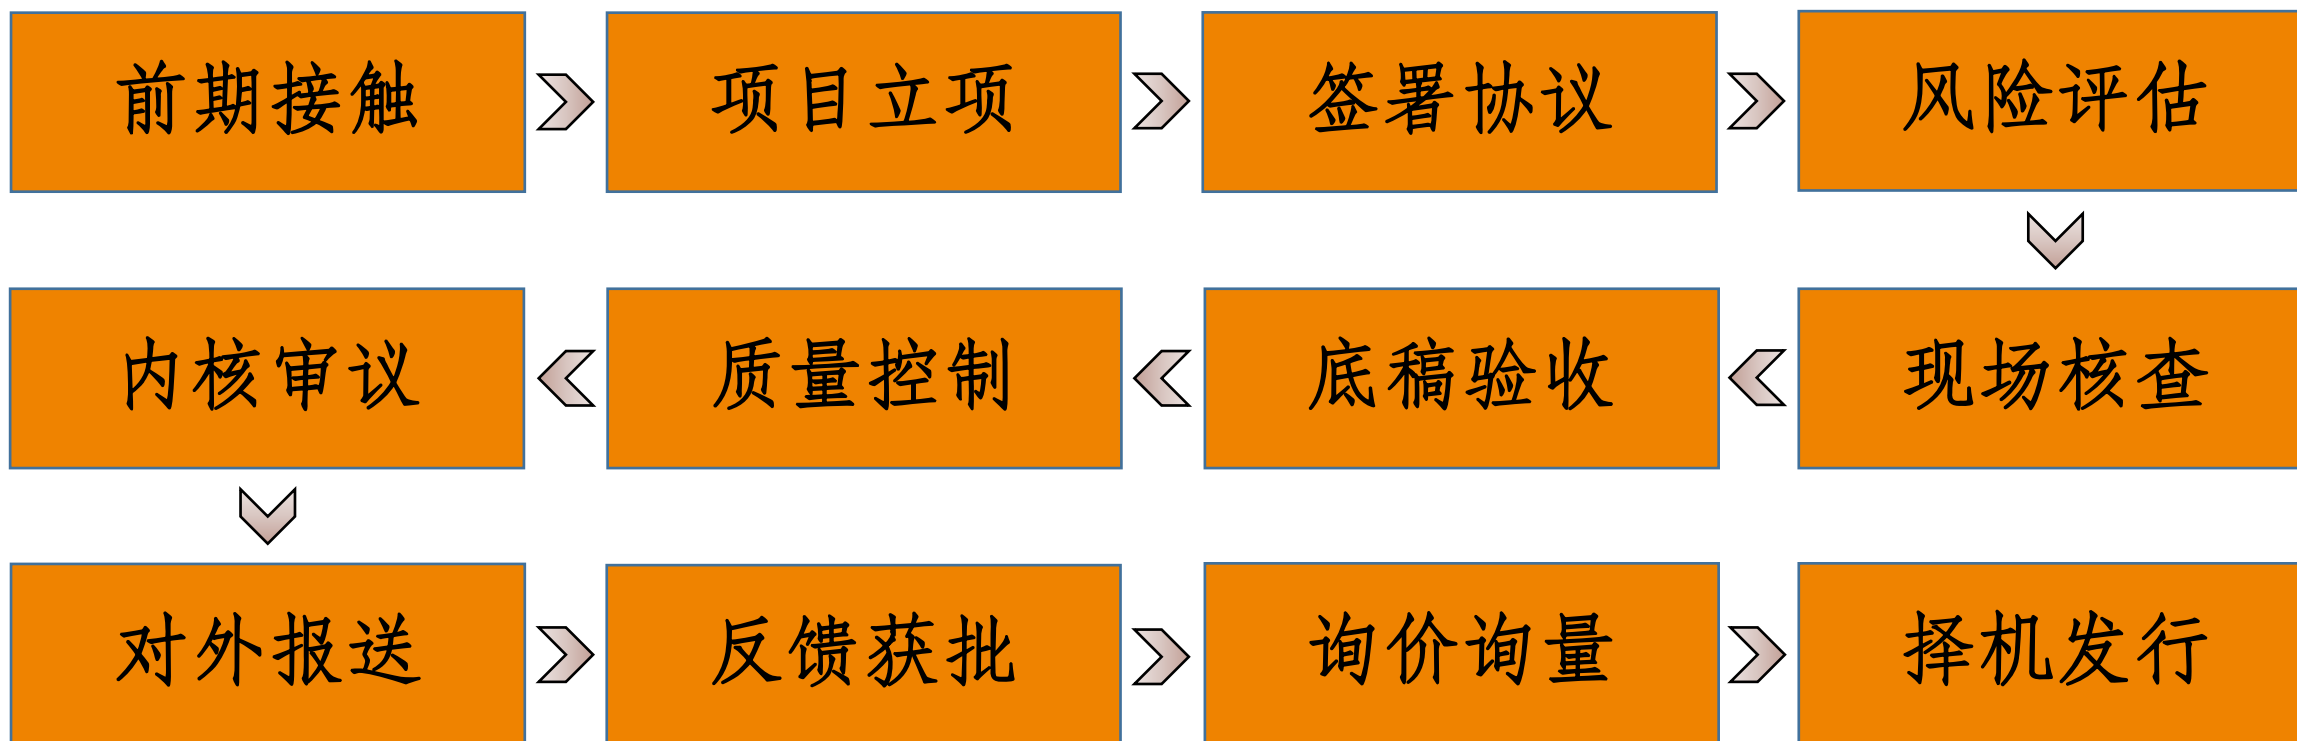 前期接触
项目立项
签署协议
风险评估
现场核查
底稿验收
质量控制
内核审议
对外报送
反馈获批
询价询量
择机发行